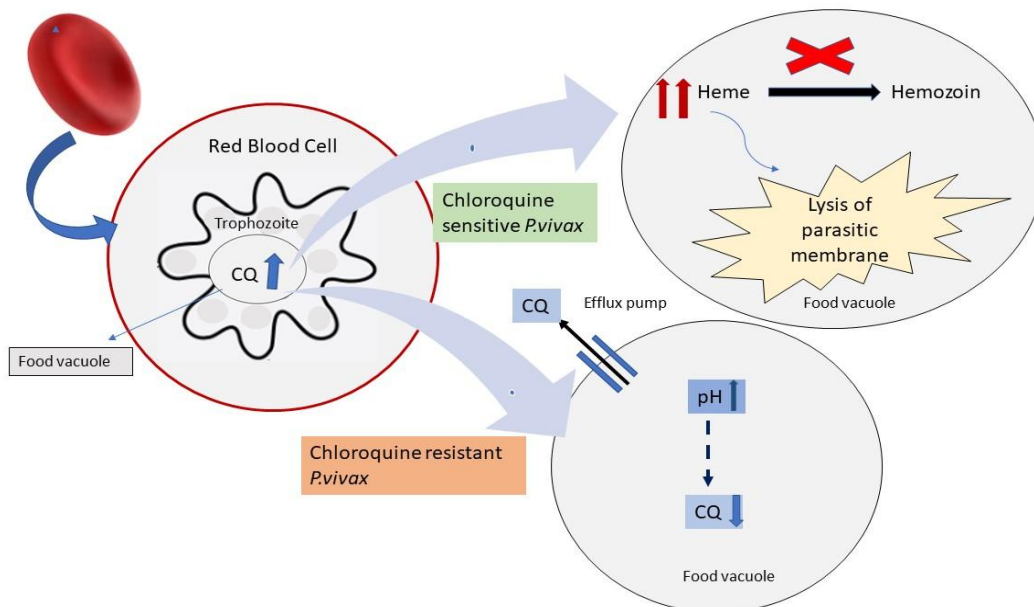 Red Blood Cell
Trophozoite
CQ
Food vacuole
Chloroquine
sensitive P.vivax
Heme
Hemozoin
Lysis of
parasitic
membrane
Food vacuole
Chloroquine resistant
P.vivax
CQ
Efflux pump
pH
CQ
Food vacuole